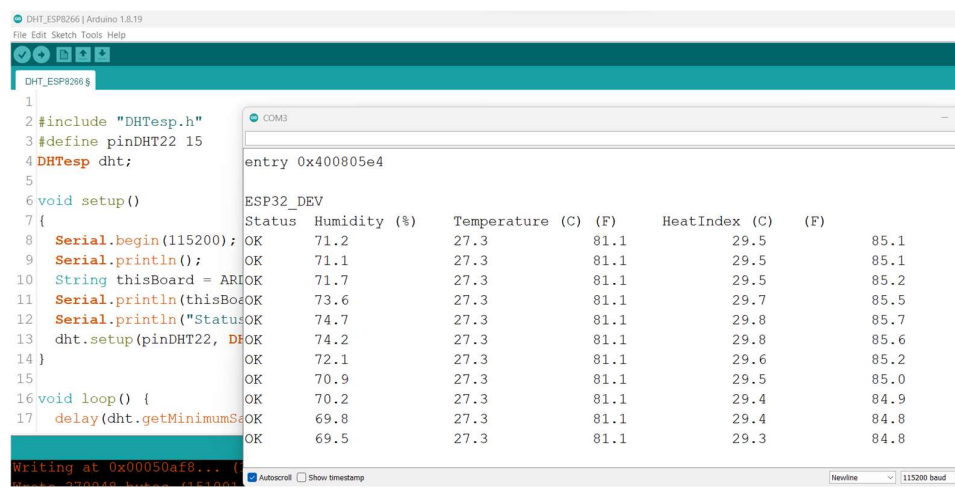 DHT_ESP8266 | Arduino 1.8.19
File Edit Sketch Tools Help
DHT_ESP8266 §
1
2 #include "DHTesp.h"
3 #define pinDHT22 15
4 DHTesp dht;
5
6 void setup()
7 {
8 Serial.begin(115200);
9 Serial.println();
10 String thisBoard = ARD
11 Serial.println(thisBoa
12 Serial.println("Status
13 dht.setup(pinDHT22, DH
14 }
15
16 void loop() {
17 delay(dht.getMinimumSa
Writing at 0x00050af8... (
COM3
entry 0x400805e4
ESP32_DEV
Status Humidity (%) Temperature (C) (F) HeatIndex (C) (F)
OK 71.2 27.3 81.1 29.5 85.1
OK 71.1 27.3 81.1 29.5 85.1
OK 71.7 27.3 81.1 29.5 85.2
OK 73.6 27.3 81.1 29.7 85.5
OK 74.7 27.3 81.1 29.8 85.7
OK 74.2 27.3 81.1 29.8 85.6
OK 72.1 27.3 81.1 29.6 85.2
OK 70.9 27.3 81.1 29.5 85.0
OK 70.2 27.3 81.1 29.4 84.9
OK 69.8 27.3 81.1 29.4 84.8
OK 69.5 27.3 81.1 29.3 84.8
Autoscroll Show timestamp Newline 115200 baud